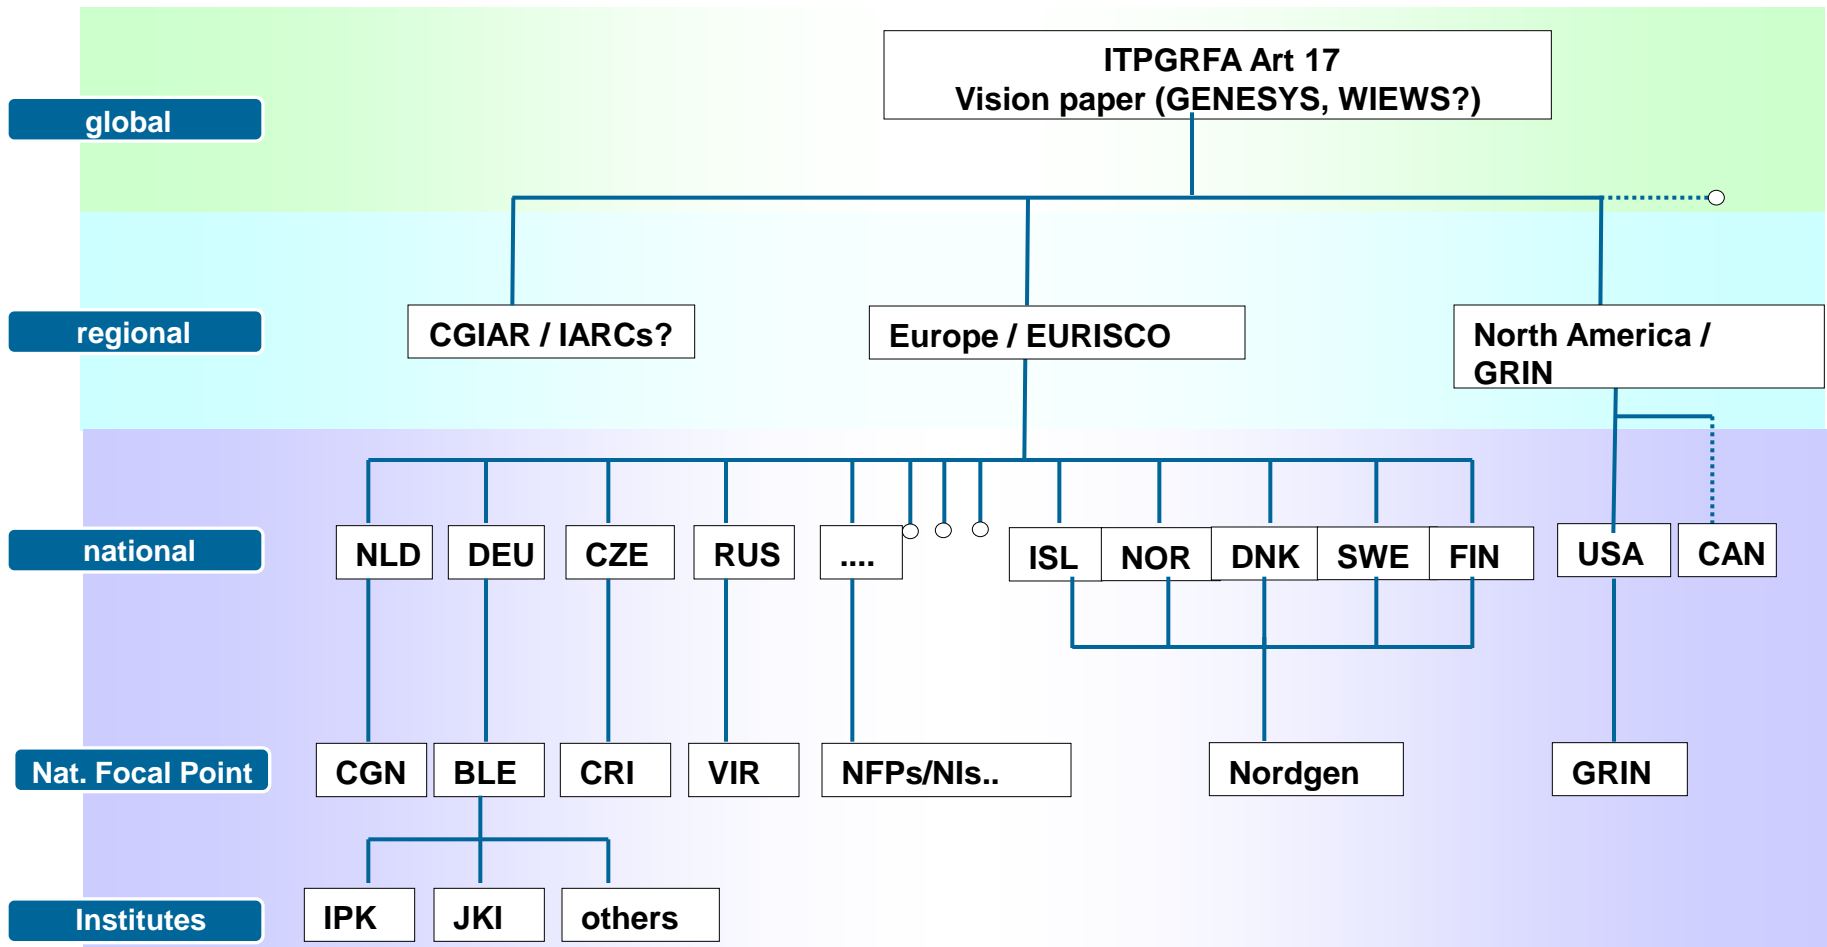 ITPGRFA Art 17
Vision paper (GENESYS, WIEWS?)
global
regional
CGIAR / IARCs?
Europe / EURISCO
North America /
GRIN
national
NLD
DEU
CZE
RUS
....
ISL
NOR
DNK
SWE
FIN
USA
CAN
Nat. Focal Point
CGN
BLE
CRI
VIR
NFPs/NIs..
Nordgen
GRIN
Institutes
IPK
JKI
others